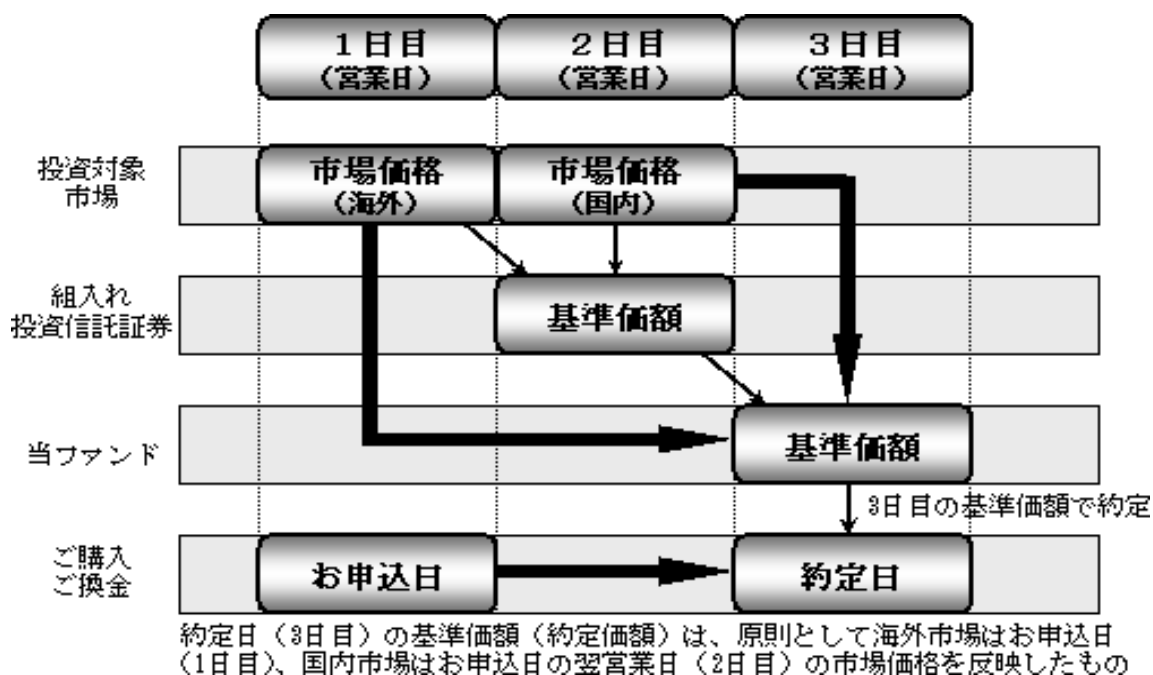 1日目
(営業日)
2日目
(営業日)
3日目
(営業日)
投資対象
市場
市場価格
(海外)
市場価格
(国内)
組入れ
投資信託証券
基準価額
当ファンド
基準価額
3日目の基準価額で約定
ご購入
ご換金
お申込日
約定日
約定日(3日目)の基準価額(約定価額)は、原則として海外市場はお申込日
(1日目)、国内市場はお申込日の翌営業日(2日目)の市場価格を反映したもの